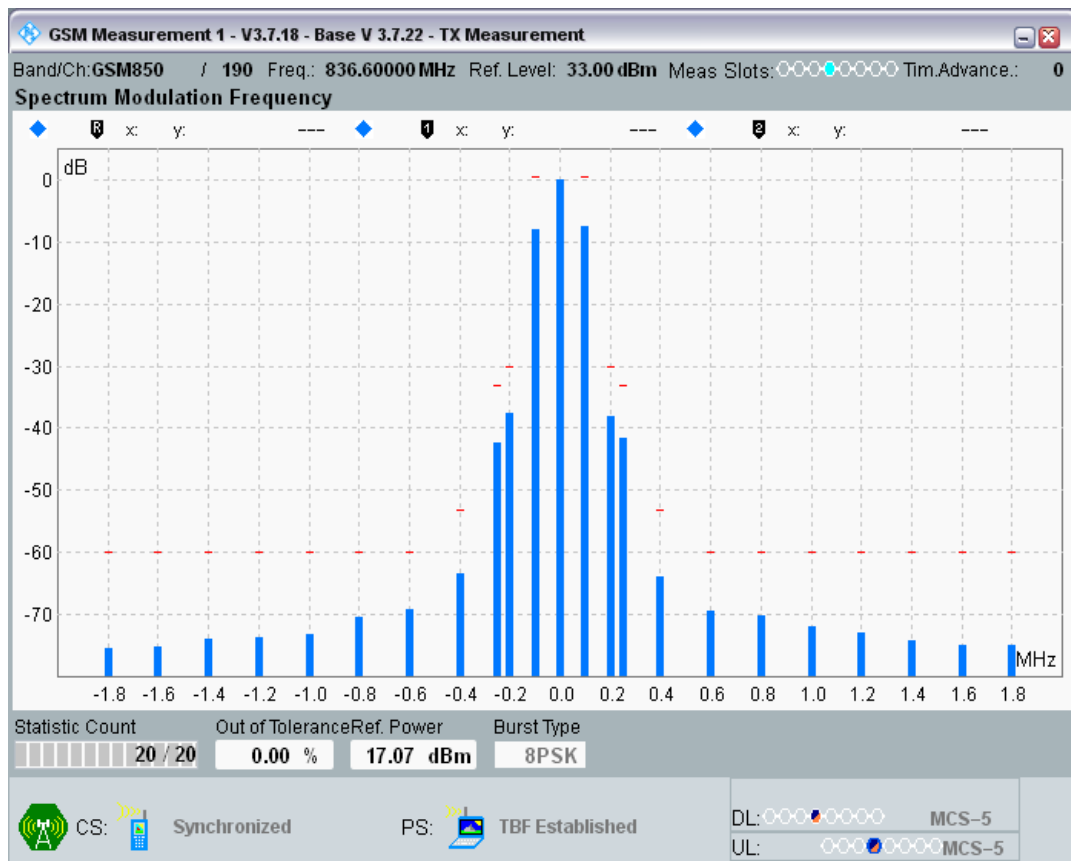 GSM Measurement 1 - V3.7.18 - Base V 3.7.22 - TX Measurement
Band/Ch:GSM850 / 190 Freq.: 836.60000 MHz Ref. Level: 33.00 dBm Meas Slots: Tim.Advance.: 0
Spectrum Modulation Frequency
R x: y: --- 1 x: y: --- 2 x: y: ---
dB
0
-10
-20
-30
-40
-50
-60
-70
MHz
-1.8 -1.6 -1.4 -1.2 -1.0 -0.8 -0.6 -0.4 -0.2 0.0 0.2 0.4 0.6 0.8 1.0 1.2 1.4 1.6 1.8
Statistic Count Out of Tolerance Ref. Power Burst Type
20 / 20 0.00 % 17.07 dBm 8PSK
CS: Synchronized PS: TBF Established
DL: MCS-5
UL: MCS-5